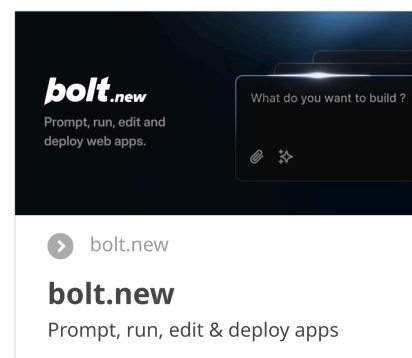 bolt.new
Prompt, run, edit and
deploy web apps.
What do you want to build ?
bolt.new
bolt.new
Prompt, run, edit & deploy apps